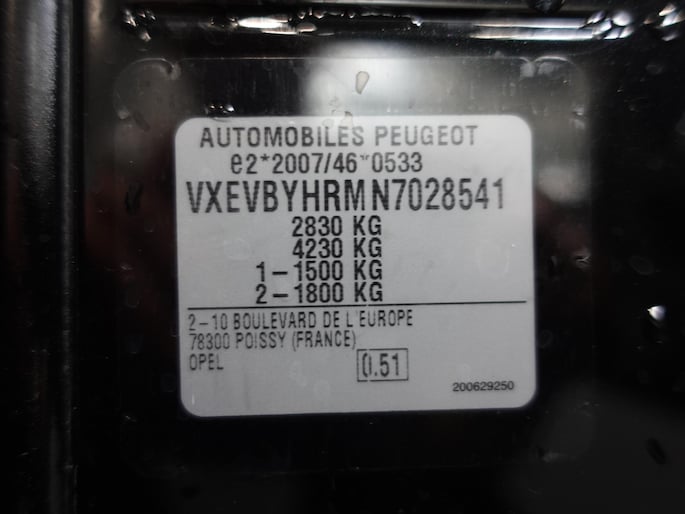 AUTOMOBILES PEUGEOT
e2*2007/46*0533
VXEVBYHRMN7028541
2830 KG
4230 KG
1-1500 KG
2-1800 KG
2-10 BOULEVARD DE L'EUROPE
78300 POISSY (FRANCE)
OPEL
0.51
200629250